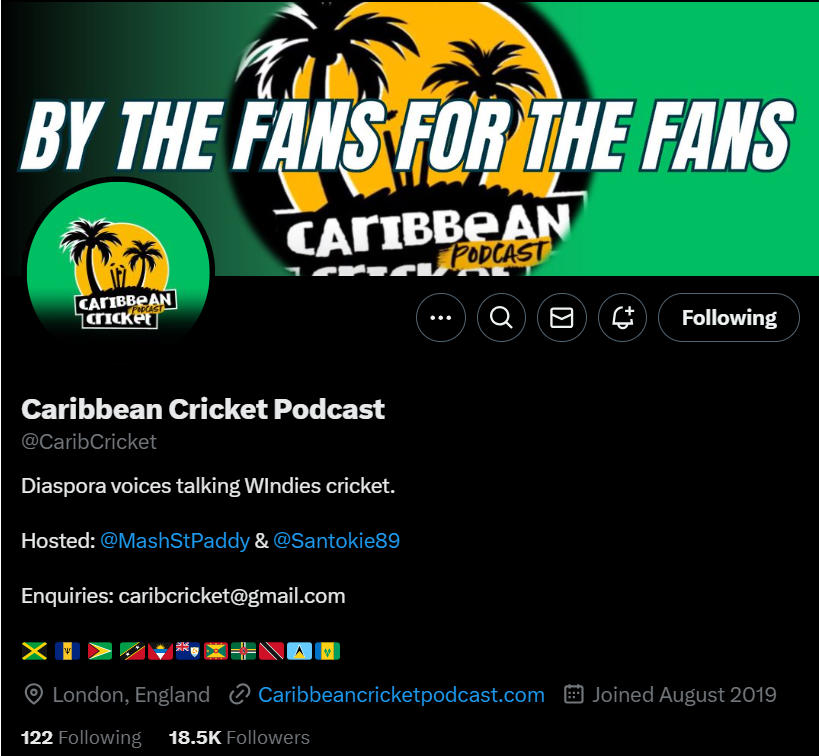 BY THE FANS FOR THE FANS
CARIBBEAN
PODCAST
CRICKET
CARIBBEAN
PODCAST
CRICKET
Following
Caribbean Cricket Podcast
@CaribCricket
Diaspora voices talking WIndies cricket.
Hosted: @MashStPaddy & @Santokie89
Enquiries: caribcricket@gmail.com
London, England Caribbeancricketpodcast.com Joined August 2019
122 Following 18.5K Followers